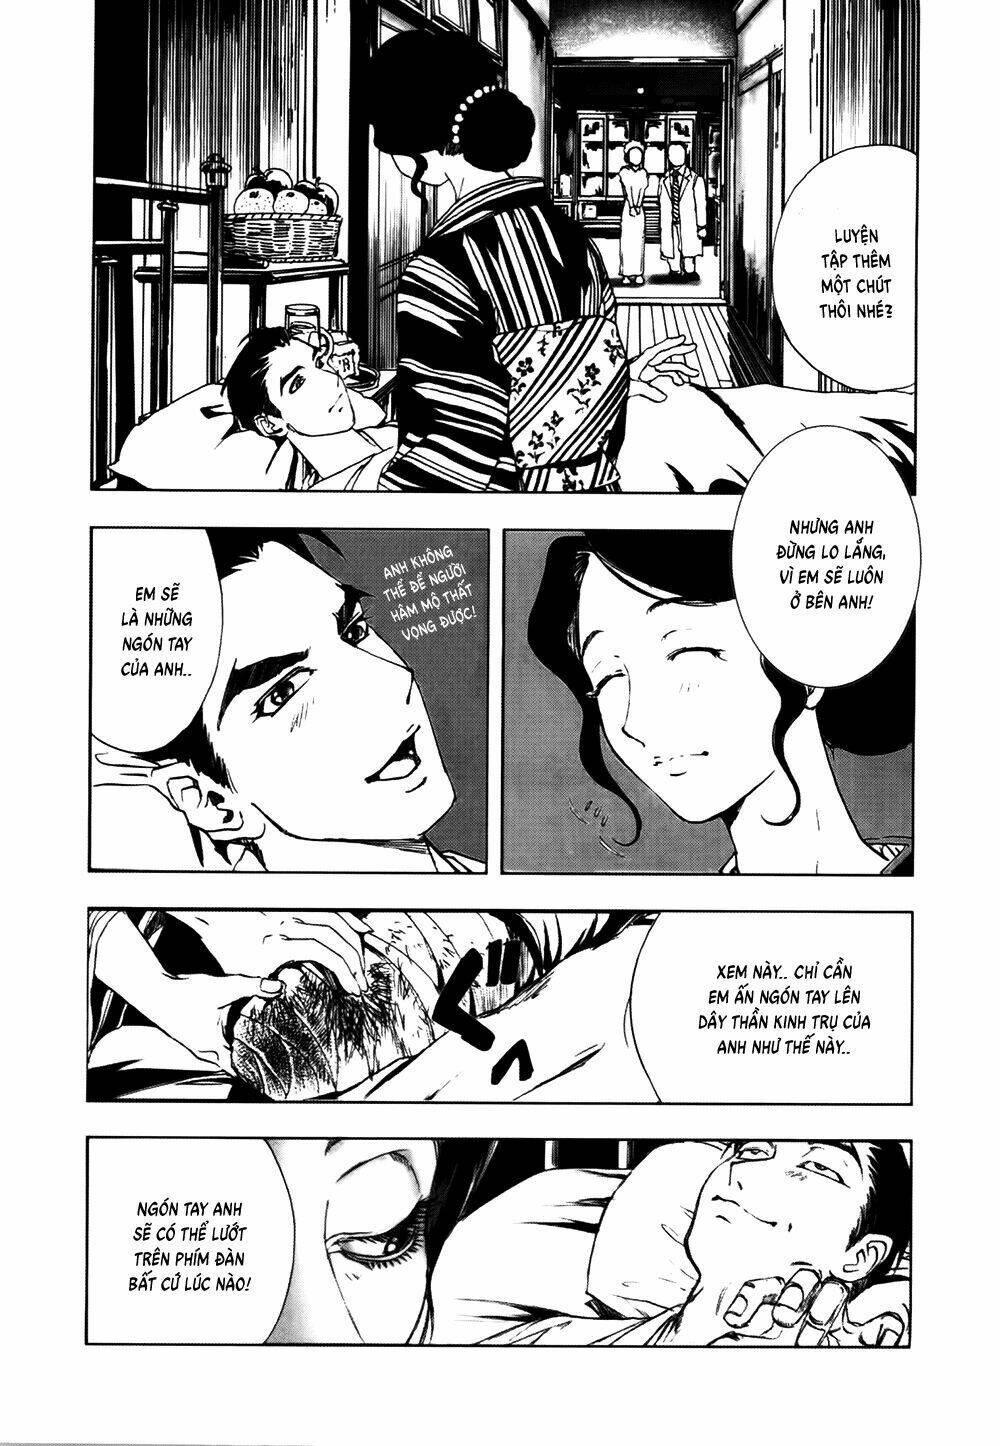 LUYỆN
TẬP THÊM
MỘT CHÚT
THÔI NHÉ?
NHƯNG ANH
ĐỪNG LO LẮNG,
VÌ EM SẼ LUÔN
Ở BÊN ANH!
ANH KHÔNG
THỂ ĐỂ NGƯỜI
HÂM MỘ THẤT
VỌNG ĐƯỢC!
EM SẼ
LÀ NHỮNG
NGÓN TAY
CỦA ANH..
XEM NÀY.. CHỈ CẦN
EM ẤN NGÓN TAY LÊN
DÂY THẦN KINH TRỤ CỦA
ANH NHƯ THẾ NÀY..
NGÓN TAY ANH
SẼ CÓ THỂ LƯỚT
TRÊN PHÍM ĐÀN
BẤT CỨ LÚC NÀO!